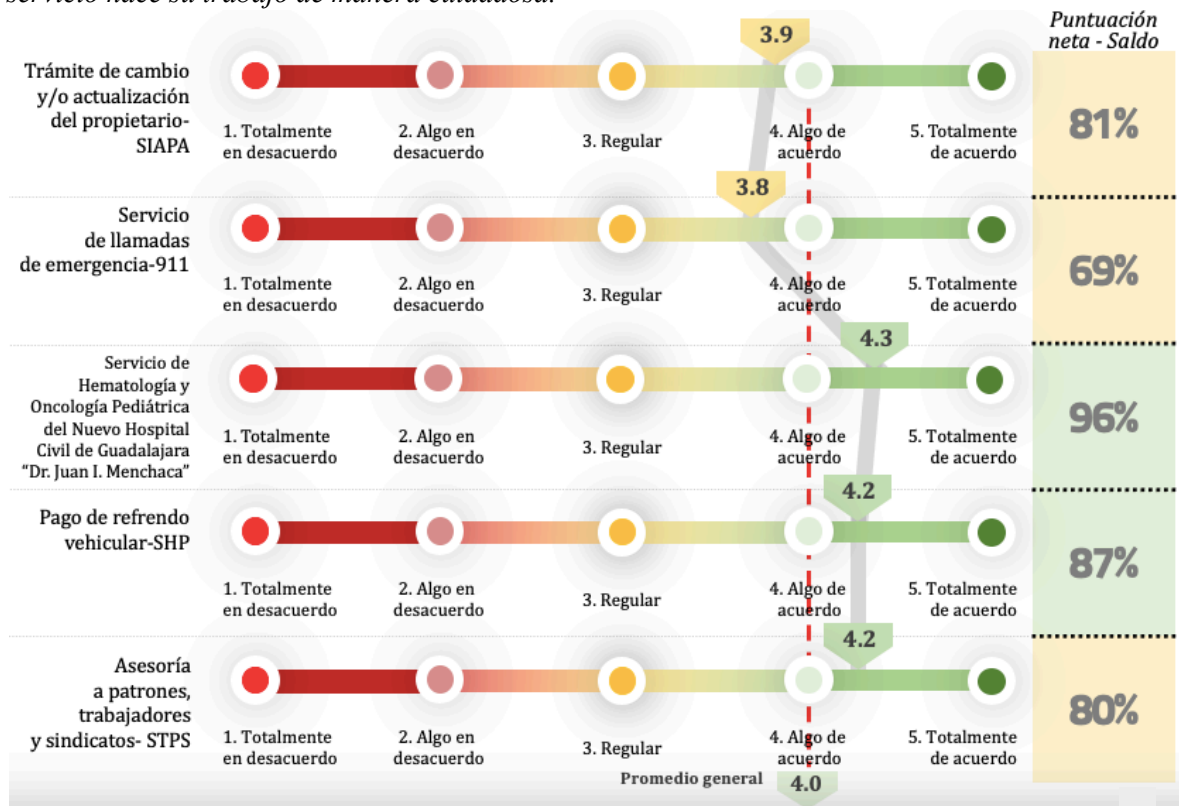 servicio hace su trabajo de manera cuidadosa.
Puntuación
neta - Saldo
3.9
Trámite de cambio
y/o actualización
del propietario-
SIAPA
1. Totalmente
en desacuerdo
2. Algo en
desacuerdo
3. Regular
4. Algo de
acuerdo
5. Totalmente
de acuerdo
81%
3.8
Servicio
de llamadas
de emergencia-911
1. Totalmente
en desacuerdo
2. Algo en
desacuerdo
3. Regular
4. Algo de
acuerdo
5. Totalmente
de acuerdo
69%
4.3
Servicio de
Hematología y
Oncología Pediátrica
del Nuevo Hospital
Civil de Guadalajara
“Dr. Juan I. Menchaca”
1. Totalmente
en desacuerdo
2. Algo en
desacuerdo
3. Regular
4. Algo de
acuerdo
5. Totalmente
de acuerdo
96%
4.2
Pago de refrendo
vehicular-SHP
1. Totalmente
en desacuerdo
2. Algo en
desacuerdo
3. Regular
4. Algo de
acuerdo
5. Totalmente
de acuerdo
87%
4.2
Asesoría
a patrones,
trabajadores
y sindicatos- STPS
1. Totalmente
en desacuerdo
2. Algo en
desacuerdo
3. Regular
4. Algo de
acuerdo
5. Totalmente
de acuerdo
80%
Promedio general
4.0